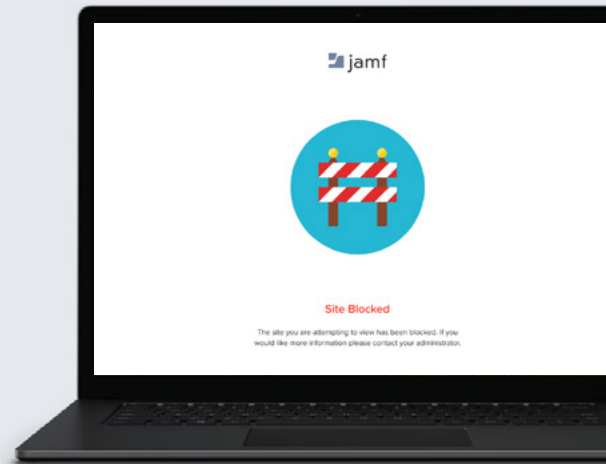 jamf
Site Blocked
The site you are attempting to view has been blocked. If you
would like more information please contact your administrator.